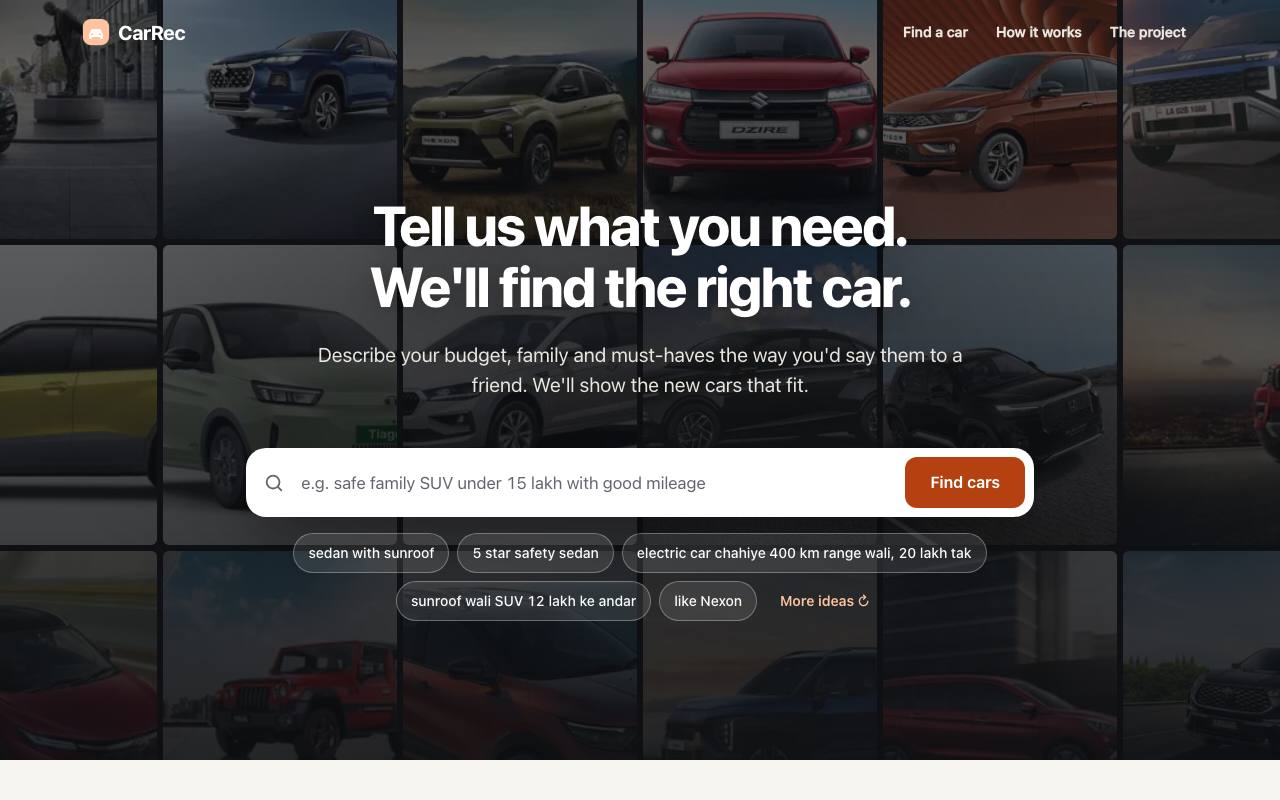 CarRec
Find a car
How it works
The project
NEXON
DZIRE
TIGOR
Tell us what you need.
We'll find the right car.
Describe your budget, family and must-haves the way you'd say them to a
friend. We'll show the new cars that fit.
Tiago
e.g. safe family SUV under 15 lakh with good mileage
Find cars
sedan with sunroof
5 star safety sedan
electric car chahiye 400 km range wali, 20 lakh tak
sunroof wali SUV 12 lakh ke andar
like Nexon
More ideas ↻